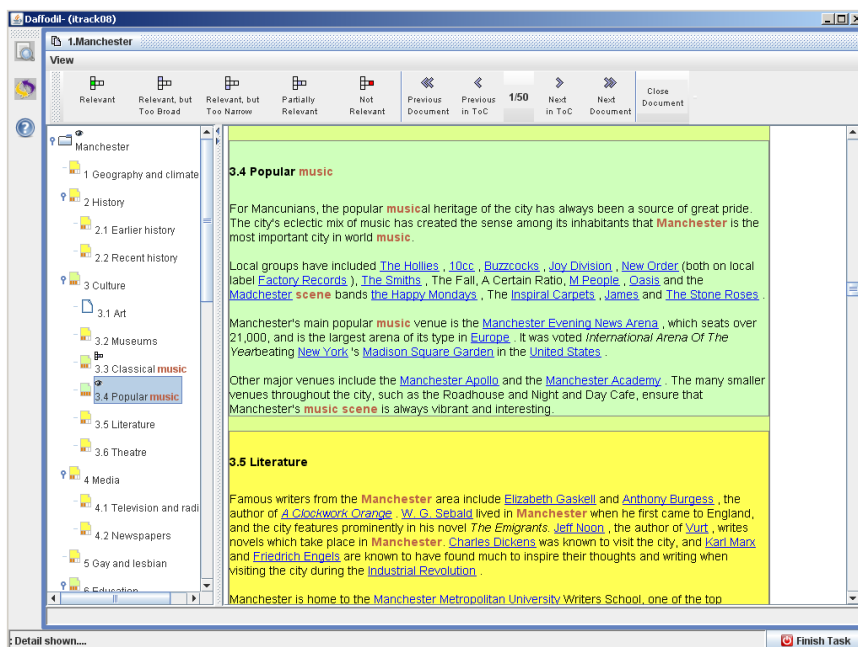 Daffodil- (itrack08)
1.Manchester
View
Relevant
Relevant, but
Too Broad
Relevant, but
Too Narrow
Partially
Relevant
Not
Relevant
Previous
Document
Previous
in ToC
1/50
Next
in ToC
Next
Document
Close
Document
Manchester
1 Geography and climate
2 History
2.1 Earlier history
2.2 Recent history
3 Culture
3.1 Art
3.2 Museums
3.3 Classical music
3.4 Popular music
3.5 Literature
3.6 Theatre
4 Media
4.1 Television and radi
4.2 Newspapers
5 Gay and lesbian
6 Education
3.4 Popular music
For Mancunians, the popular musical heritage of the city has always been a source of great pride.
The city's eclectic mix of music has created the sense among its inhabitants that Manchester is the
most important city in world music.
Local groups have included The Hollies , 10cc , Buzzcocks , Joy Division , New Order (both on local
label Factory Records ), The Smiths , The Fall, A Certain Ratio, M People , Oasis and the
Madchester scene bands the Happy Mondays , The Inspiral Carpets , James and The Stone Roses .
Manchester's main popular music venue is the Manchester Evening News Arena , which seats over
21,000, and is the largest arena of its type in Europe . It was voted International Arena Of The
Yearbeating New York 's Madison Square Garden in the United States .
Other major venues include the Manchester Apollo and the Manchester Academy . The many smaller
venues throughout the city, such as the Roadhouse and Night and Day Cafe, ensure that
Manchester's music scene is always vibrant and interesting.
3.5 Literature
Famous writers from the Manchester area include Elizabeth Gaskell and Anthony Burgess , the
author of A Clockwork Orange . W. G. Sebald lived in Manchester when he first came to England,
and the city features prominently in his novel The Emigrants. Jeff Noon , the author of Vurt , writes
novels which take place in Manchester. Charles Dickens was known to visit the city, and Karl Marx
and Friedrich Engels are known to have found much to inspire their thoughts and writing when
visiting the city during the Industrial Revolution .
Manchester is home to the Manchester Metropolitan University Writers School, one of the top
: Detail shown....
Finish Task